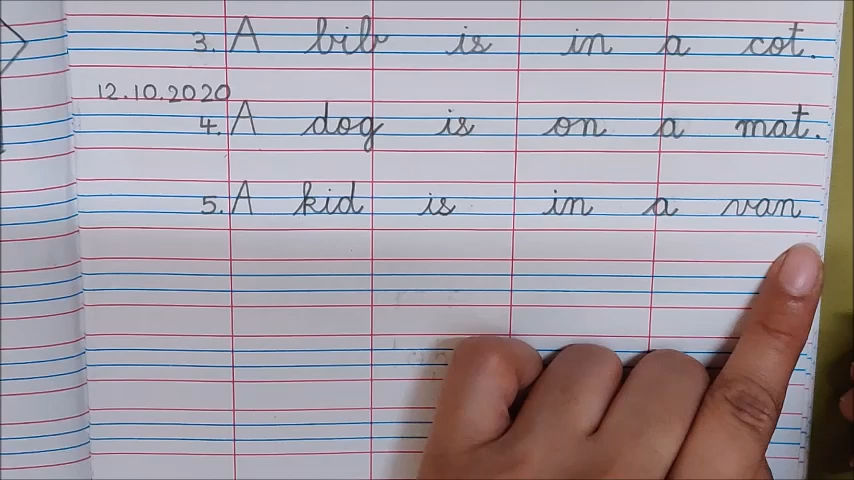 3. A bib is in a cot.
12.10.2020
4. A dog is on a mat.
5. A kid is in a van